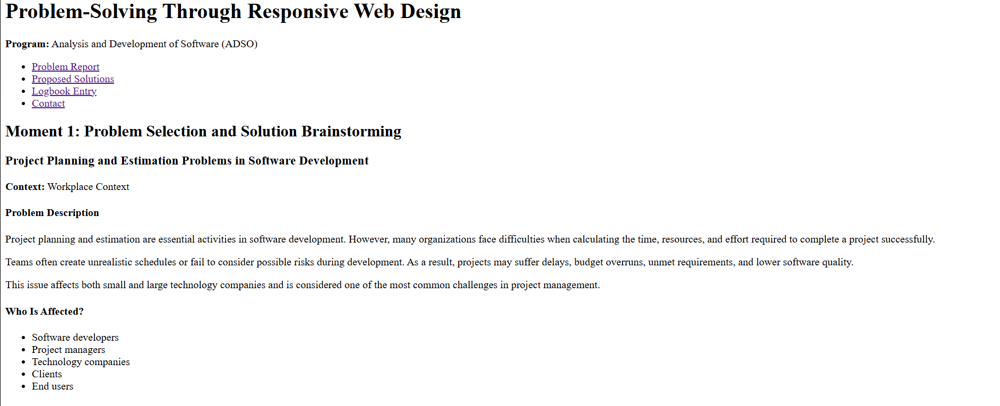 Problem-Solving Through Responsive Web Design
Program: Analysis and Development of Software (ADSO)
Problem Report
Proposed Solutions
Logbook Entry
Contact
Moment 1: Problem Selection and Solution Brainstorming
Project Planning and Estimation Problems in Software Development
Context: Workplace Context
Problem Description
Project planning and estimation are essential activities in software development. However, many organizations face difficulties when calculating the time, resources, and effort required to complete a project successfully.
Teams often create unrealistic schedules or fail to consider possible risks during development. As a result, projects may suffer delays, budget overruns, unmet requirements, and lower software quality.
This issue affects both small and large technology companies and is considered one of the most common challenges in project management.
Who Is Affected?
Software developers
Project managers
Technology companies
Clients
End users